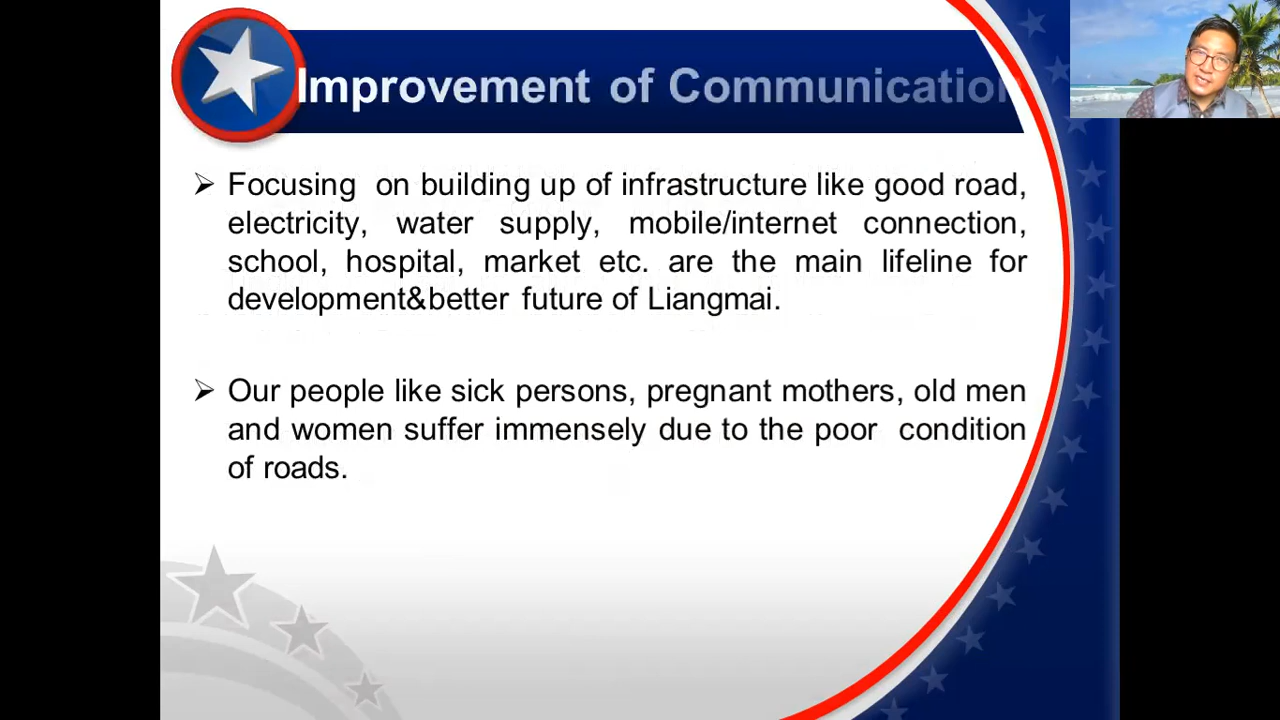 Improvement of Communication
Focusing on building up of infrastructure like good road,
electricity, water supply, mobile/internet connection,
school, hospital, market etc. are the main lifeline for
development&better future of Liangmai.
Our people like sick persons, pregnant mothers, old men
and women suffer immensely due to the poor condition
of roads.